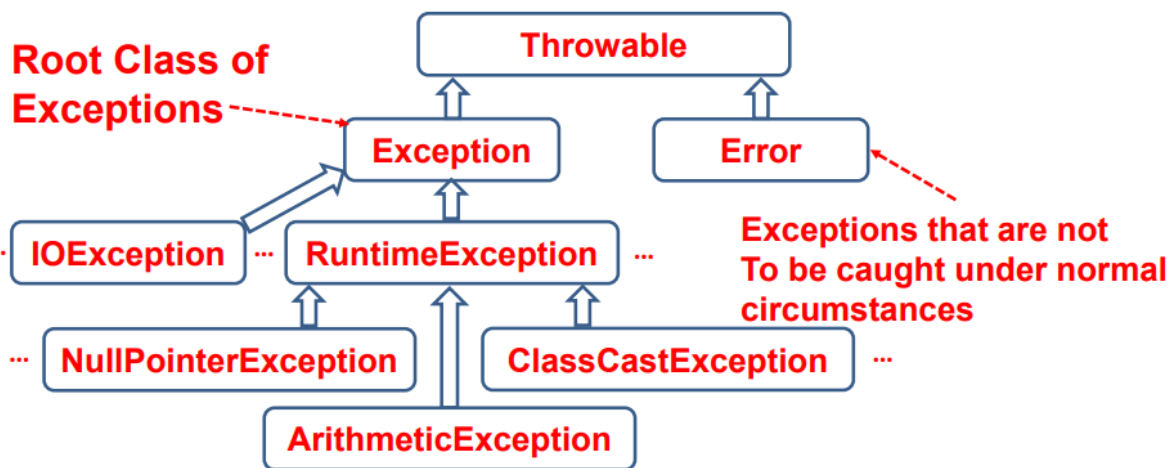 Throwable
Root Class of
Exceptions
Exception
Error
. IOException ... RuntimeException ...
Exceptions that are not
To be caught under normal
circumstances
... NullPointerException
ClassCastException ...
ArithmeticException